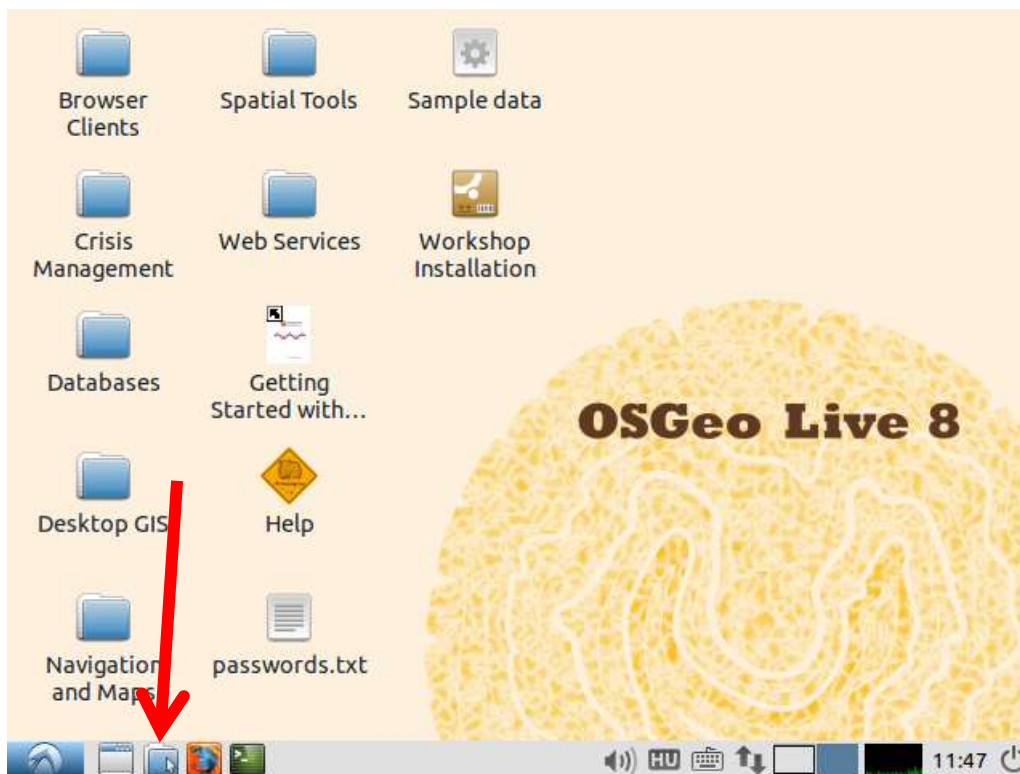 Browser
Clients
Spatial Tools
Sample data
Crisis
Management
Web Services
Workshop
Installation
Databases
Getting
Started with...
OSGeo Live 8
Desktop GIS
Help
Navigation
and Maps
passwords.txt
HU
11:47